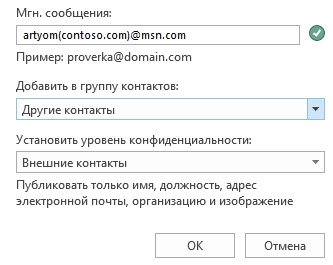 Мгн. сообщения:
artyom(contoso.com)@msn.com
Пример: proverka@domain.com
Добавить в группу контактов:
Другие контакты
Установить уровень конфиденциальности:
Внешние контакты
Публиковать только имя, должность, адрес
электронной почты, организацию и изображение
ОК Отмена